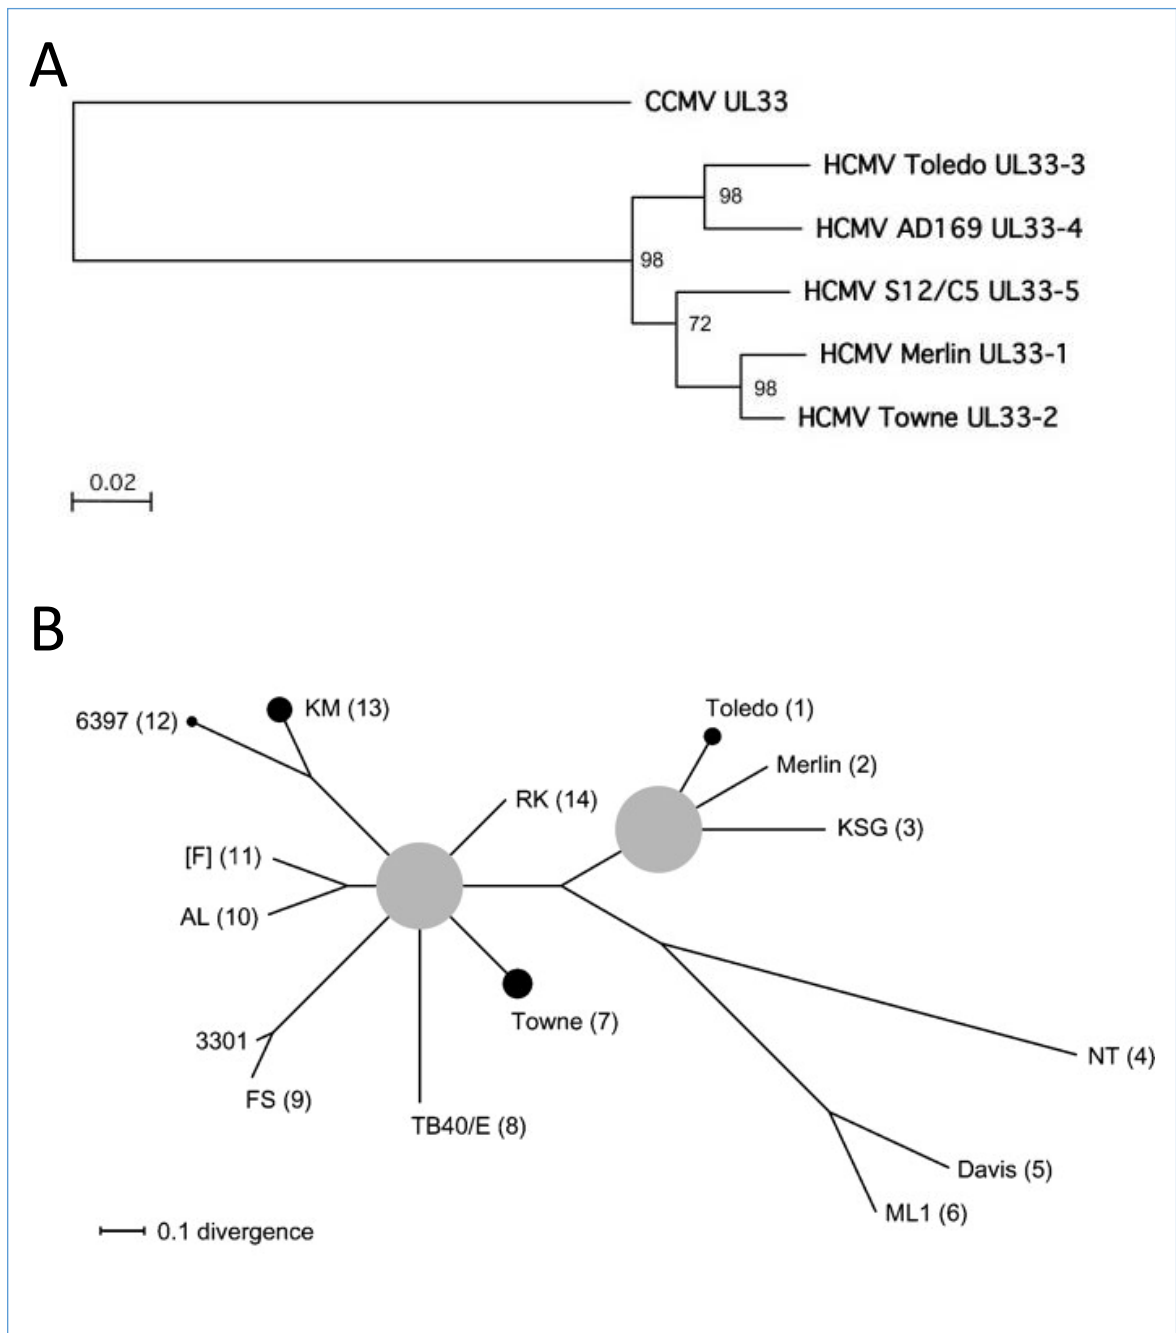 A
CCMV UL33
HCMV Toledo UL33-3
98
HCMV AD169 UL33-4
98
HCMV S12/C5 UL33-5
72
HCMV Merlin UL33-1
98
HCMV Towne UL33-2
0.02
B
6397 (12)
KM (13)
Toledo (1)
Merlin (2)
RK (14)
KSG (3)
[F] (11)
AL (10)
Towne (7)
3301
NT (4)
FS (9)
TB40/E (8)
Davis (5)
ML1 (6)
0.1 divergence